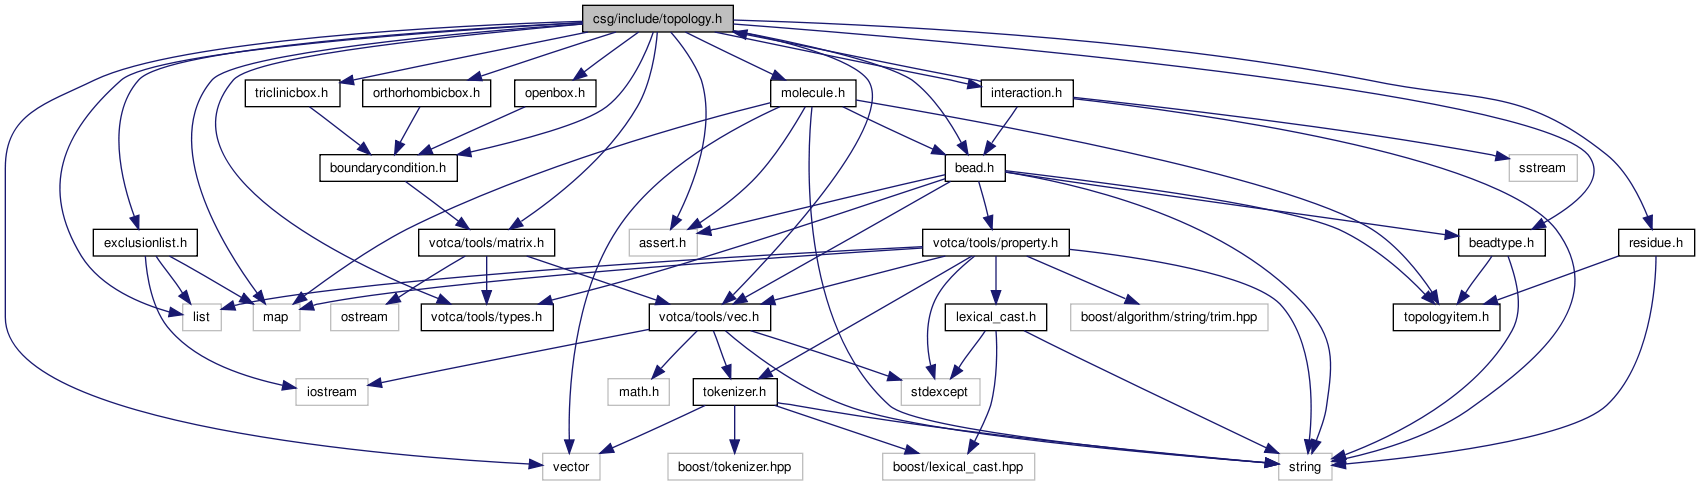 csg/include/topology.h
triclinicbox.h
orthorhombicbox.h
openbox.h
molecule.h
interaction.h
boundarycondition.h
bead.h
sstream
exclusionlist.h
votca/tools/matrix.h
assert.h
votca/tools/property.h
beadtype.h
residue.h
list
map
ostream
votca/tools/types.h
votca/tools/vec.h
lexical_cast.h
boost/algorithm/string/trim.hpp
topologyitem.h
iostream
math.h
tokenizer.h
stdexcept
vector
boost/tokenizer.hpp
boost/lexical_cast.hpp
string